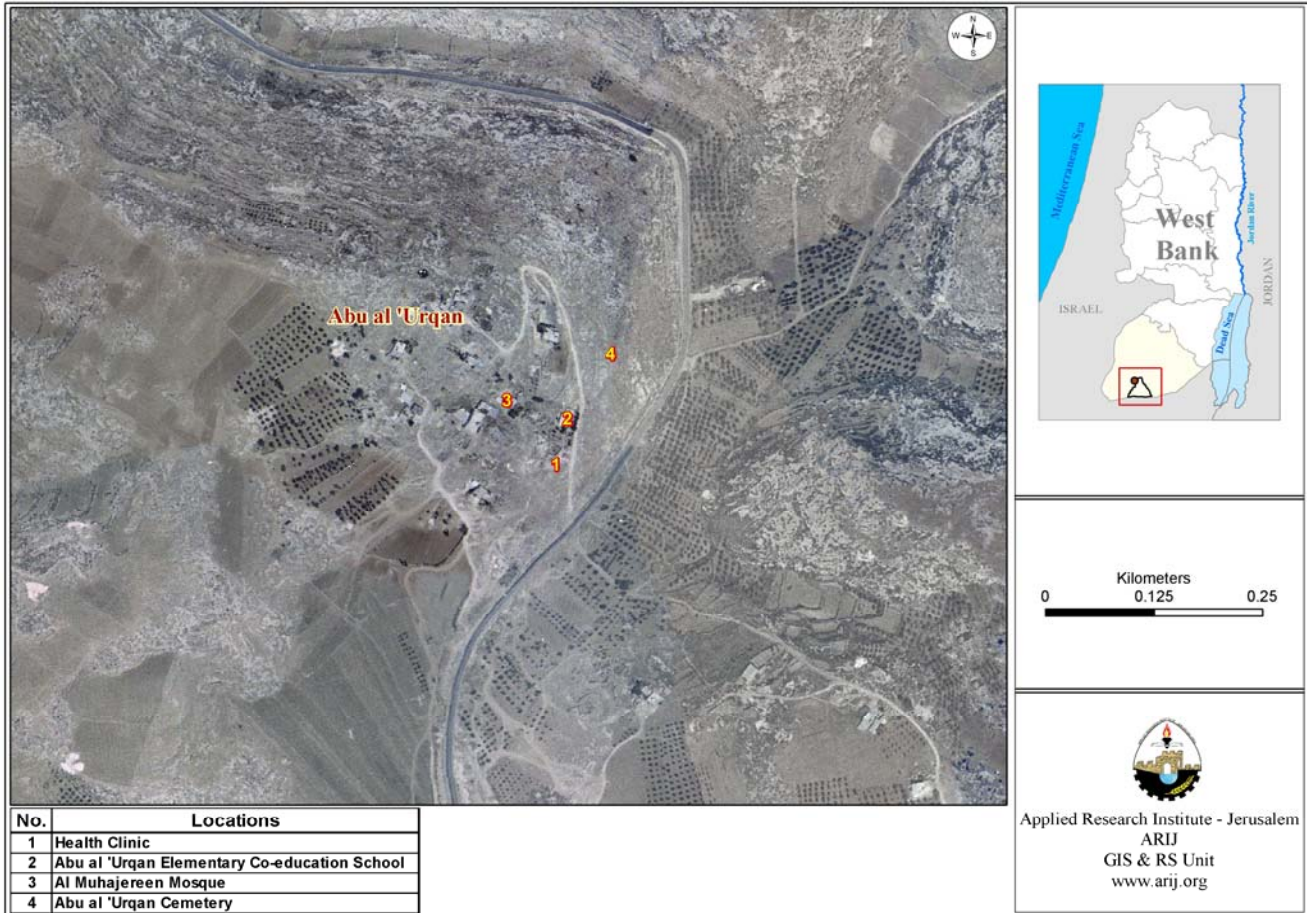 N
W E
S
Abu al 'Urqan
4
3
2
1
Mediterranean Sea
West
Bank
Jordan River
JORDAN
ISRAEL
Dead Sea
Kilometers
0 0.125 0.25
Applied Research Institute - Jerusalem
ARIJ
GIS & RS Unit
www.arij.org
No. Locations
1 Health Clinic
2 Abu al 'Urqan Elementary Co-education School
3 Al Muhajereen Mosque
4 Abu al 'Urqan Cemetery